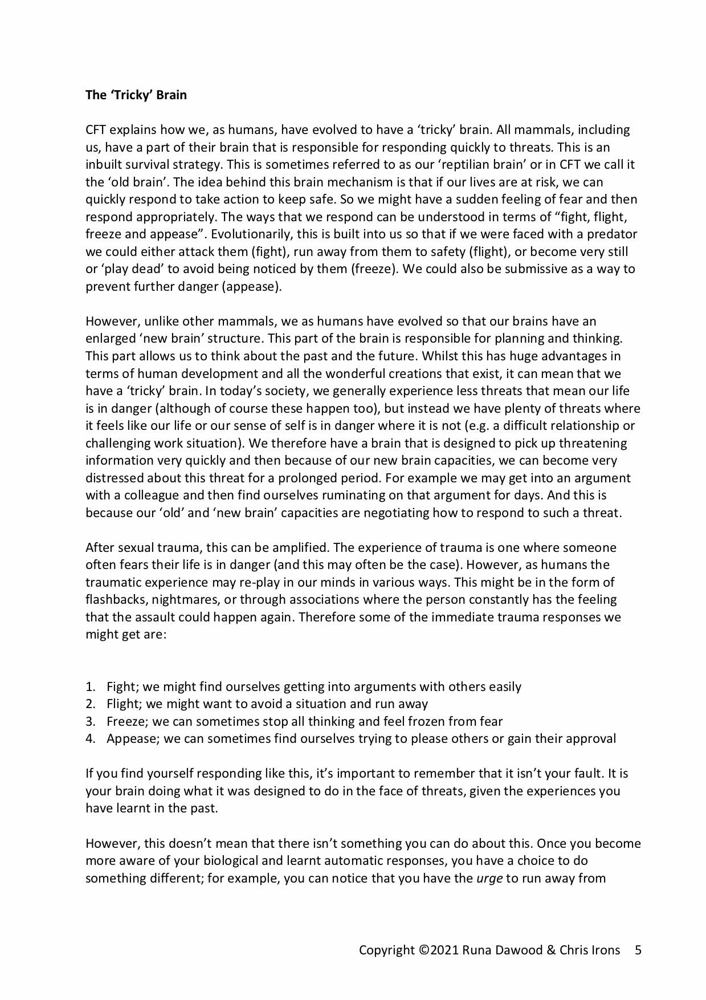 The ‘Tricky’ Brain
CFT explains how we, as humans, have evolved to have a ‘tricky’ brain. All mammals, including
us, have a part of their brain that is responsible for responding quickly to threats. This is an
inbuilt survival strategy. This is sometimes referred to as our ‘reptilian brain’ or in CFT we call it
the ‘old brain’. The idea behind this brain mechanism is that if our lives are at risk, we can
quickly respond to take action to keep safe. So we might have a sudden feeling of fear and then
respond appropriately. The ways that we respond can be understood in terms of “fight, flight,
freeze and appease”. Evolutionarily, this is built into us so that if we were faced with a predator
we could either attack them (fight), run away from them to safety (flight), or become very still
or ‘play dead’ to avoid being noticed by them (freeze). We could also be submissive as a way to
prevent further danger (appease).
However, unlike other mammals, we as humans have evolved so that our brains have an
enlarged ‘new brain’ structure. This part of the brain is responsible for planning and thinking.
This part allows us to think about the past and the future. Whilst this has huge advantages in
terms of human development and all the wonderful creations that exist, it can mean that we
have a ‘tricky’ brain. In today’s society, we generally experience less threats that mean our life
is in danger (although of course these happen too), but instead we have plenty of threats where
it feels like our life or our sense of self is in danger where it is not (e.g. a difficult relationship or
challenging work situation). We therefore have a brain that is designed to pick up threatening
information very quickly and then because of our new brain capacities, we can become very
distressed about this threat for a prolonged period. For example we may get into an argument
with a colleague and then find ourselves ruminating on that argument for days. And this is
because our ‘old’ and ‘new brain’ capacities are negotiating how to respond to such a threat.
After sexual trauma, this can be amplified. The experience of trauma is one where someone
often fears their life is in danger (and this may often be the case). However, as humans the
traumatic experience may re-play in our minds in various ways. This might be in the form of
flashbacks, nightmares, or through associations where the person constantly has the feeling
that the assault could happen again. Therefore some of the immediate trauma responses we
might get are:
1. Fight; we might find ourselves getting into arguments with others easily
2. Flight; we might want to avoid a situation and run away
3. Freeze; we can sometimes stop all thinking and feel frozen from fear
4. Appease; we can sometimes find ourselves trying to please others or gain their approval
If you find yourself responding like this, it’s important to remember that it isn’t your fault. It is
your brain doing what it was designed to do in the face of threats, given the experiences you
have learnt in the past.
However, this doesn’t mean that there isn’t something you can do about this. Once you become
more aware of your biological and learnt automatic responses, you have a choice to do
something different; for example, you can notice that you have the urge to run away from
Copyright ©2021 Runa Dawood & Chris Irons 5